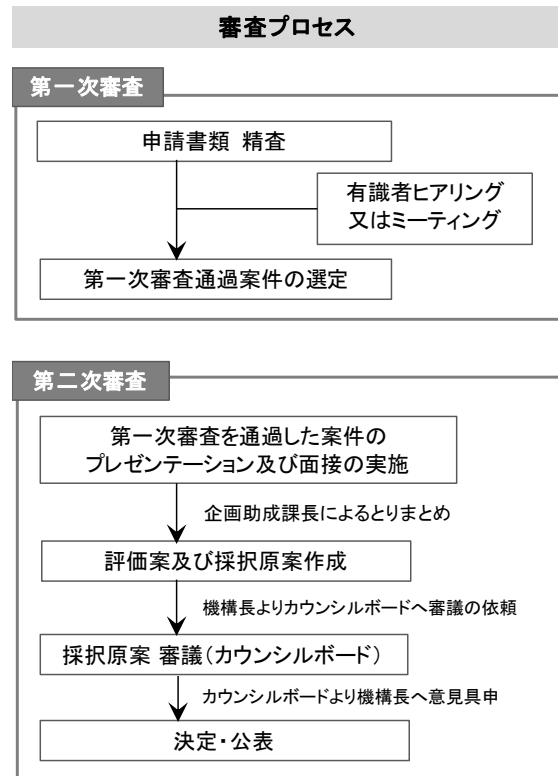 審査プロセス
第一次審査
申請書類 精査
有識者ヒアリング
又はミーティング
第一次審査通過案件の選定
第二次審査
第一次審査を通過した案件の
プレゼンテーション及び面接の実施
企画助成課長によるとりまとめ
評価案及び採択原案作成
機構長よりカウンシルボードへ審議の依頼
採択原案 審議（カウンシルボード）
カウンシルボードより機構長へ意見具申
決定・公表